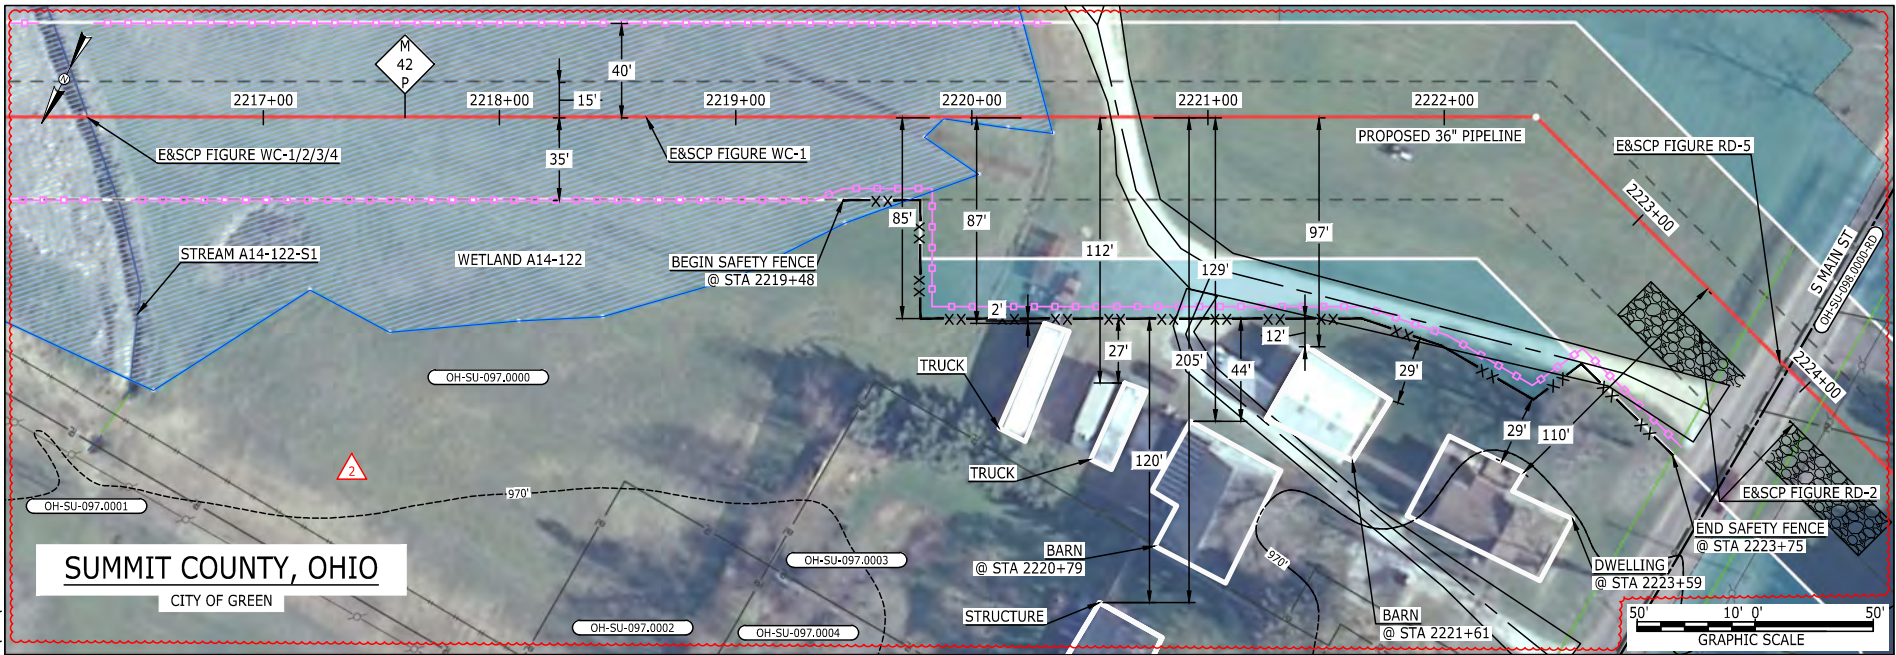 M
42
P
40'
2217+00
2218+00
15'
2219+00
2220+00
2221+00
2222+00
PROPOSED 36" PIPELINE
E&SCP FIGURE RD-5
N
E&SCP FIGURE WC-1/2/3/4
35'
E&SCP FIGURE WC-1
2223+00
S MAIN ST
OH-SU-098.0000-RD
85'
87'
97'
112'
129'
STREAM A14-122-S1
WETLAND A14-122
BEGIN SAFETY FENCE
@ STA 2219+48
2'
12'
27'
205'
44'
29'
TRUCK
OH-SU-097.0000
2224+00
29'
110'
120'
TRUCK
2
970'
OH-SU-097.0001
E&SCP FIGURE RD-2
END SAFETY FENCE
@ STA 2223+75
SUMMIT COUNTY, OHIO
CITY OF GREEN
OH-SU-097.0003
BARN
@ STA 2220+79
970'
DWELLING
@ STA 2223+59
STRUCTURE
BARN
@ STA 2221+61
OH-SU-097.0002
OH-SU-097.0004
50' 10' 0' 50'
GRAPHIC SCALE